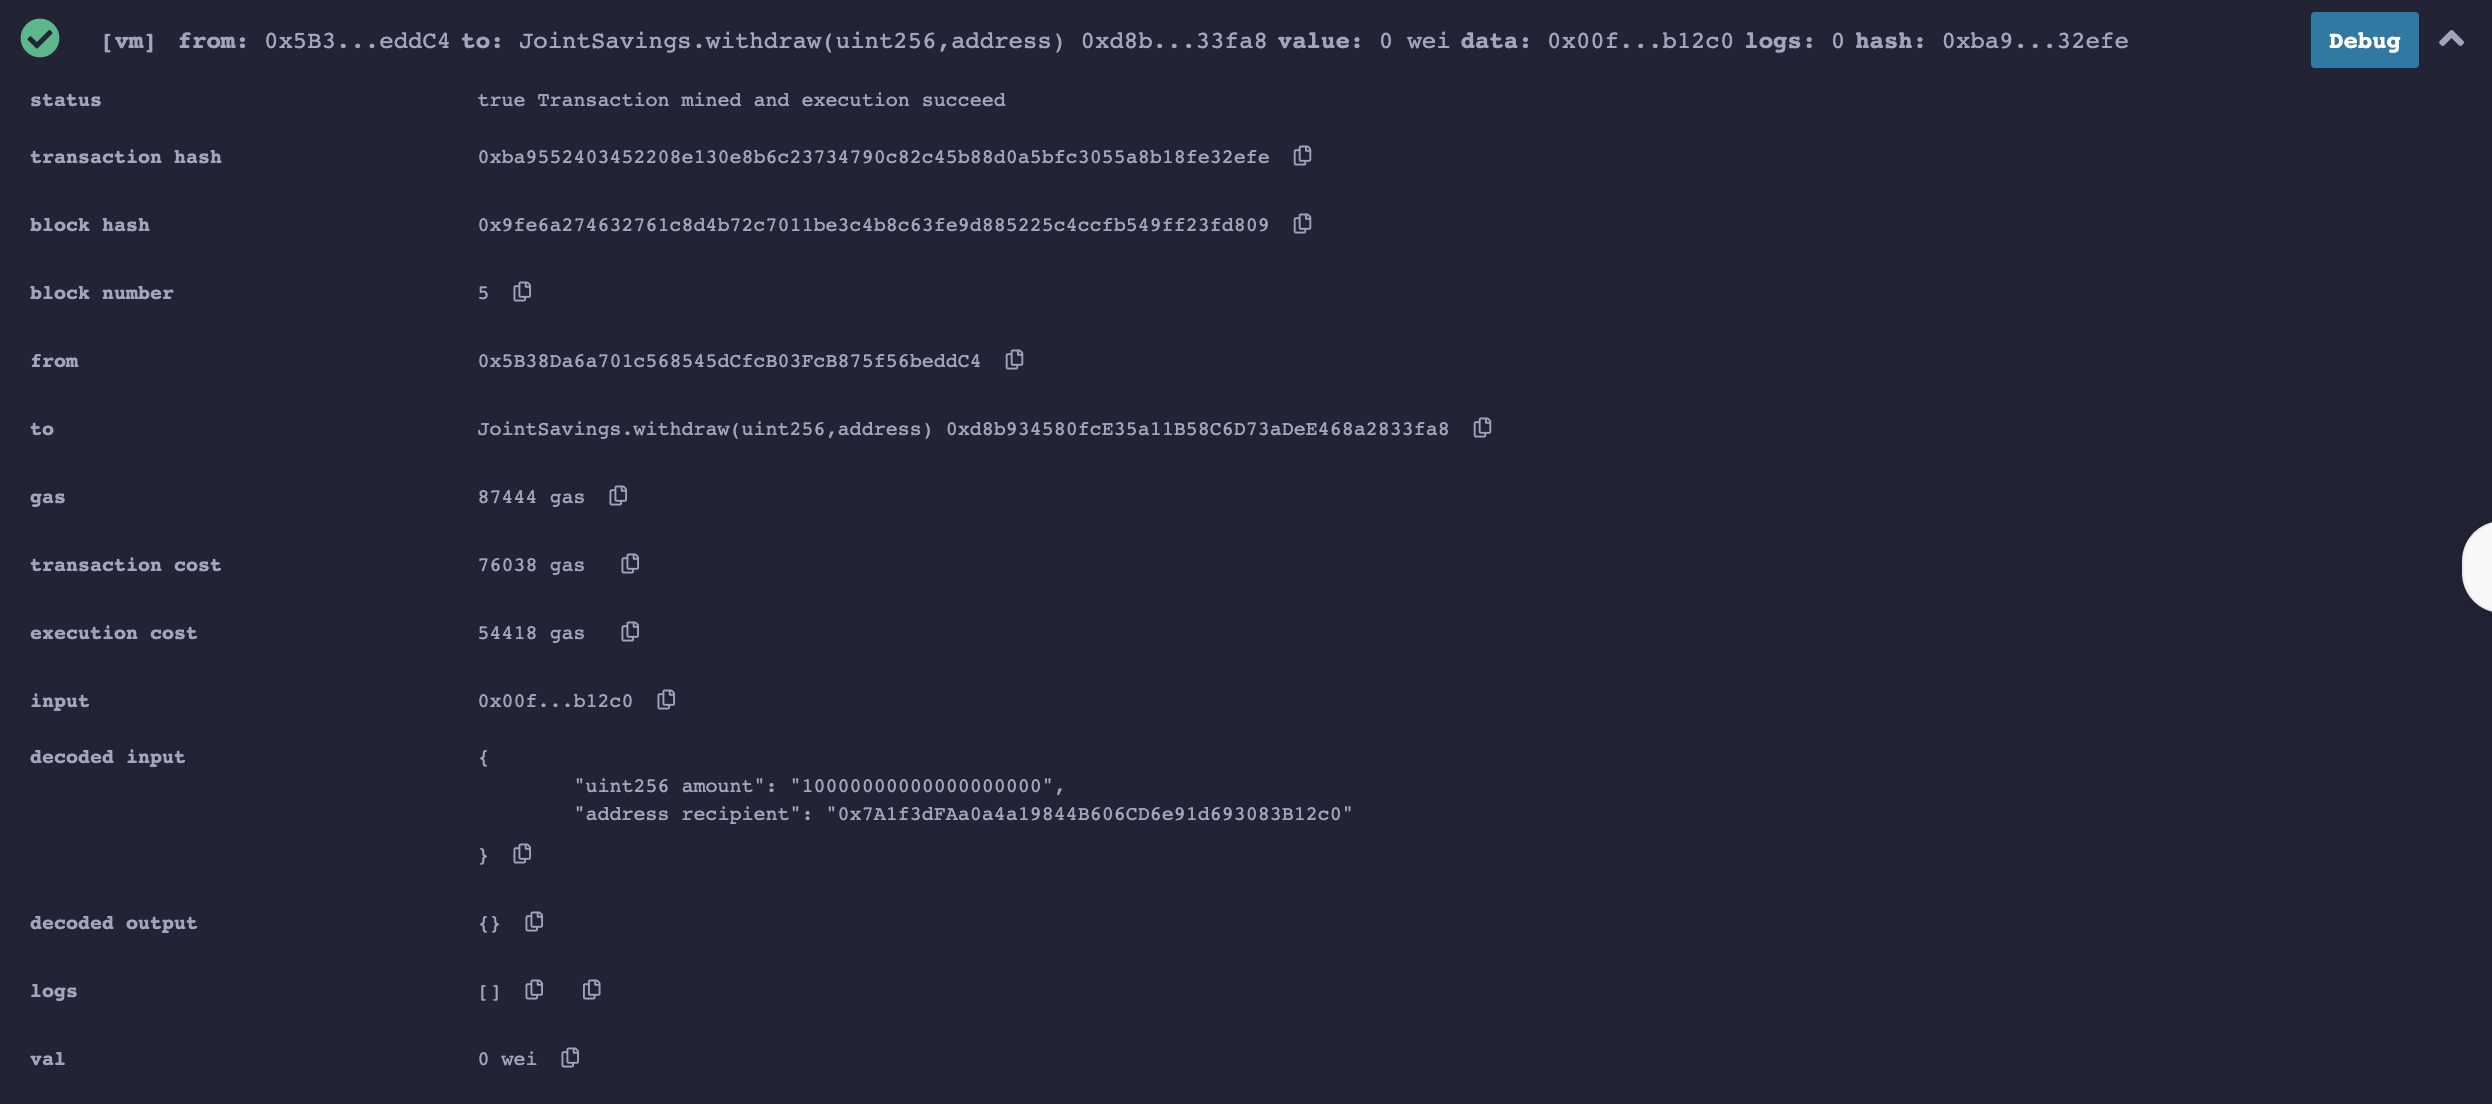 [vm] from: 0x5B3...eddC4 to: JointSavings.withdraw(uint256,address) 0xd8b...33fa8 value: 0 wei data: 0x00f...b12c0 logs: 0 hash: 0xba9...32efe Debug
status true Transaction mined and execution succeed
transaction hash 0xba9552403452208e130e8b6c23734790c82c45b88d0a5bfc3055a8b18fe32efe
block hash 0x9fe6a274632761c8d4b72c7011be3c4b8c63fe9d885225c4ccfb549ff23fd809
block number 5
from 0x5B38Da6a701c568545dCfcB03FcB875f56beddC4
to JointSavings.withdraw(uint256,address) 0xd8b934580fcE35a11B58C6D73aDeE468a2833fa8
gas 87444 gas
transaction cost 76038 gas
execution cost 54418 gas
input 0x00f...b12c0
decoded input {
"uint256 amount": "10000000000000000000",
"address recipient": "0x7A1f3dFAa0a4a19844B606CD6e91d693083B12c0"
}
decoded output {}
logs []
val 0 wei